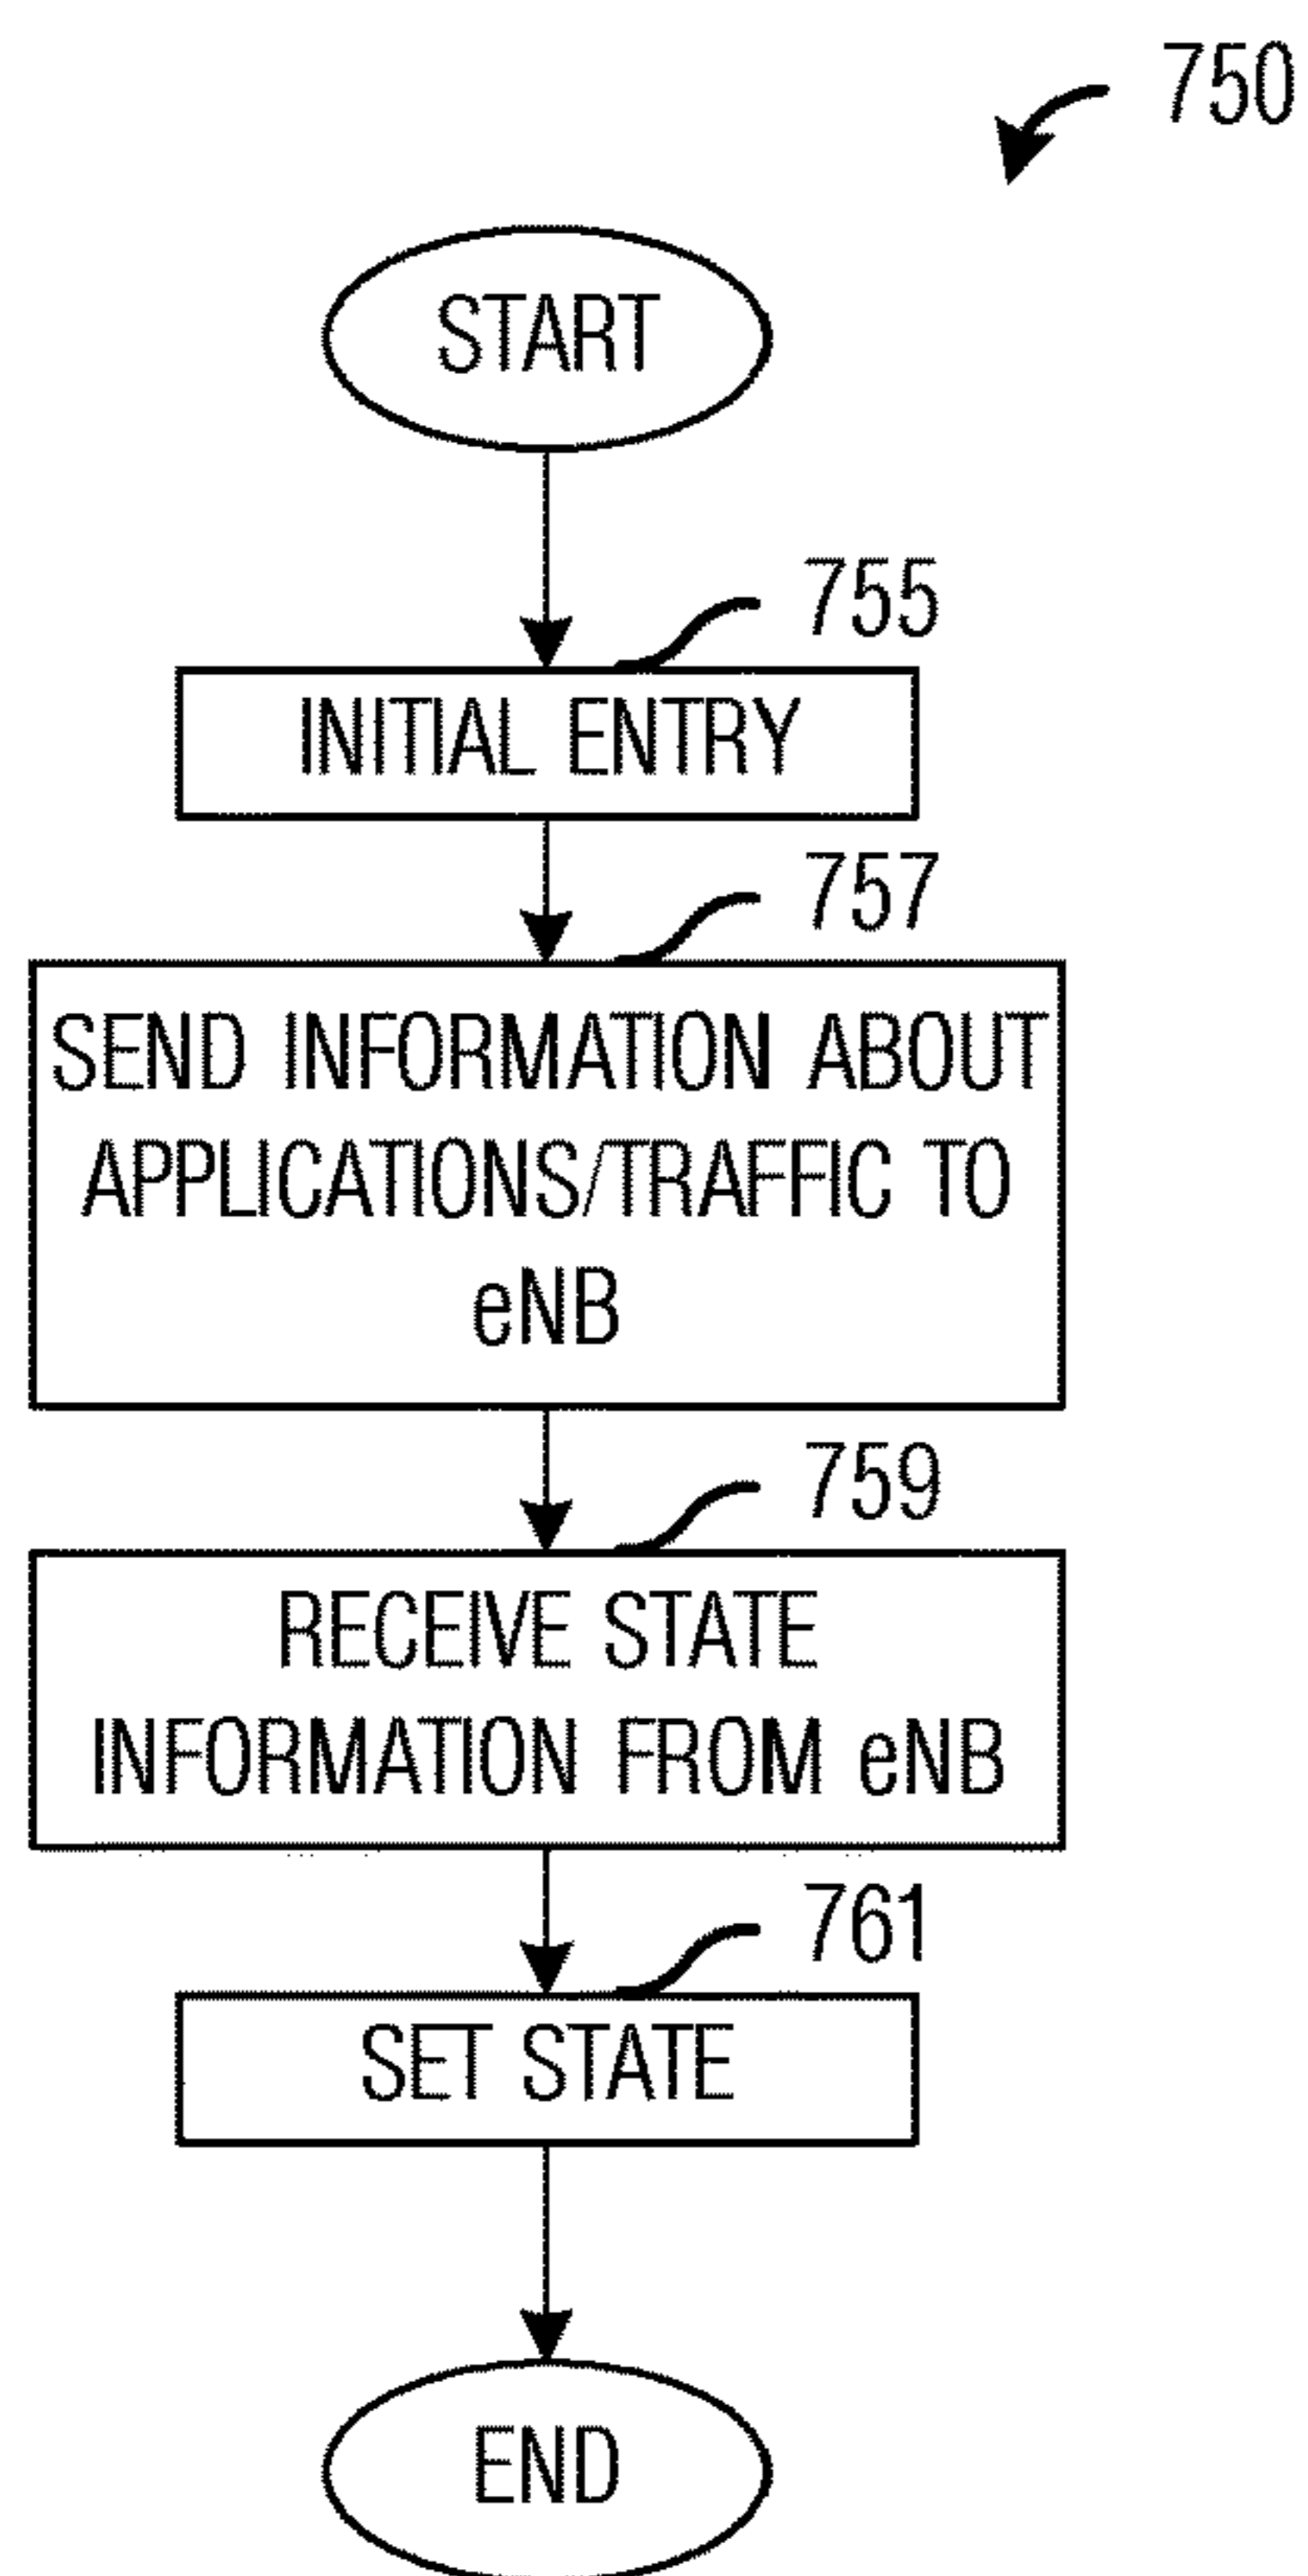 750
START
755
INITIAL ENTRY
757
SEND INFORMATION ABOUT
APPLICATIONS/TRAFFIC TO
eNB
759
RECEIVE STATE
INFORMATION FROM eNB
761
SET STATE
END